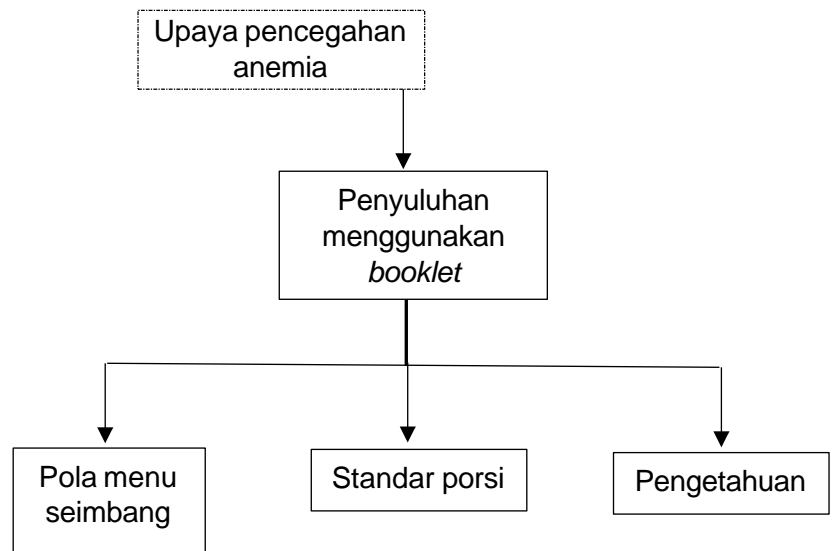 Upaya pencegahan
anemia
Penyuluhan
menggunakan
booklet
Pola menu
seimbang
Standar porsi
Pengetahuan